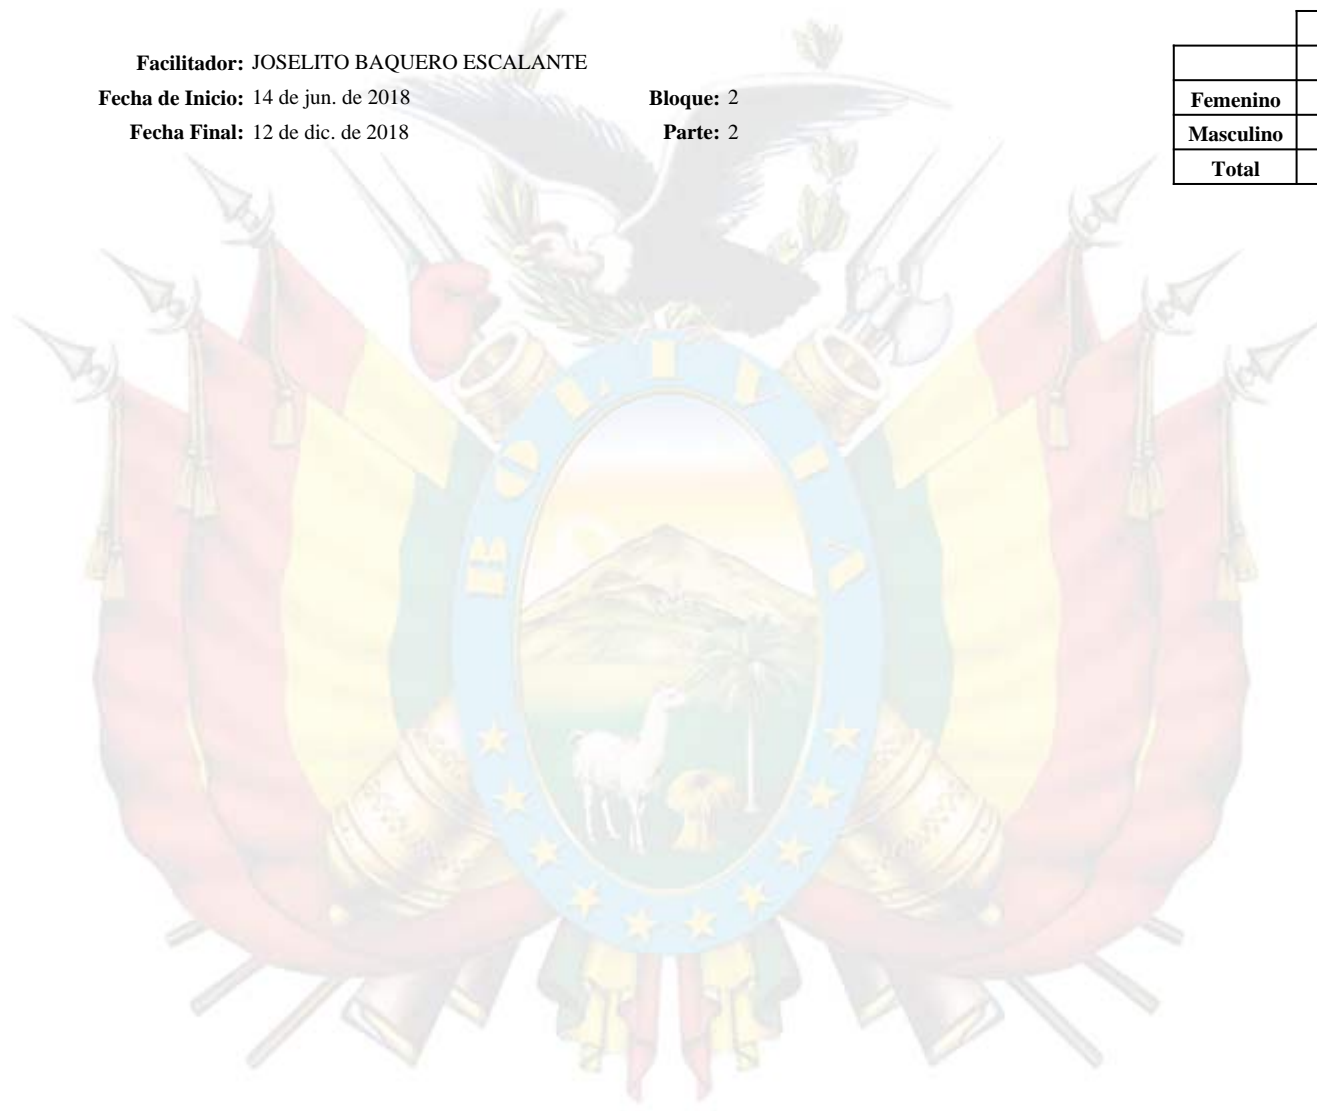 Facilitador: JOSELITO BAQUERO ESCALANTE
Fecha de Inicio: 14 de jun. de 2018 Bloque: 2
Fecha Final: 12 de dic. de 2018 Parte: 2
Femenino
Masculino
Total
BOLIVIA